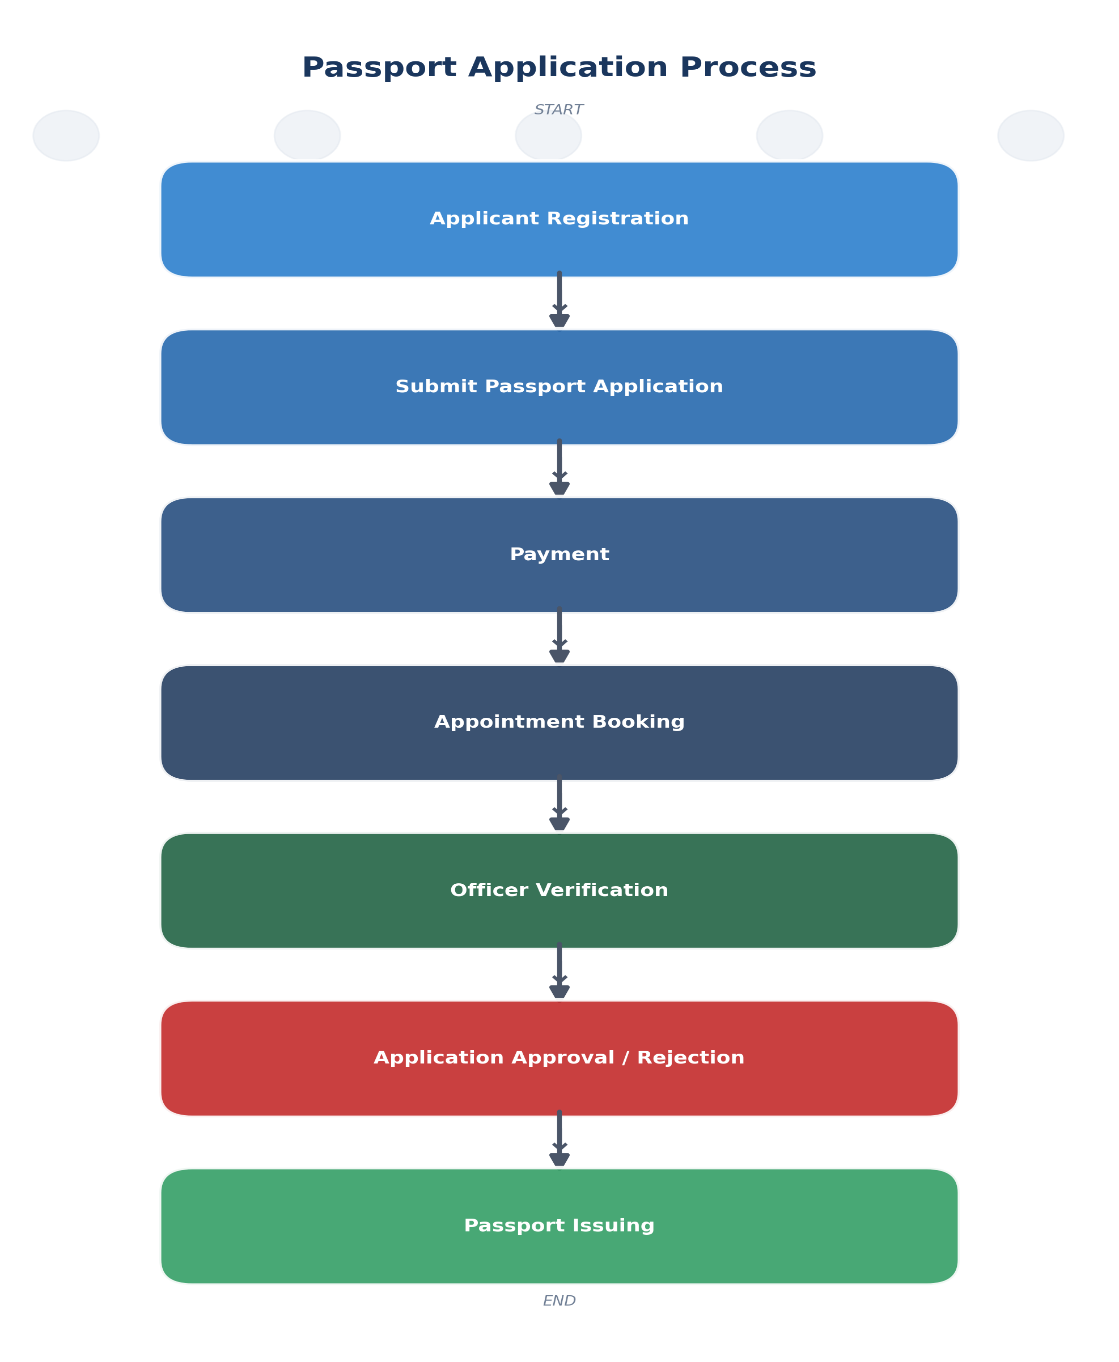 Passport Application Process
START
Applicant Registration
Submit Passport Application
Payment
Appointment Booking
Officer Verification
Application Approval / Rejection
Passport Issuing
END